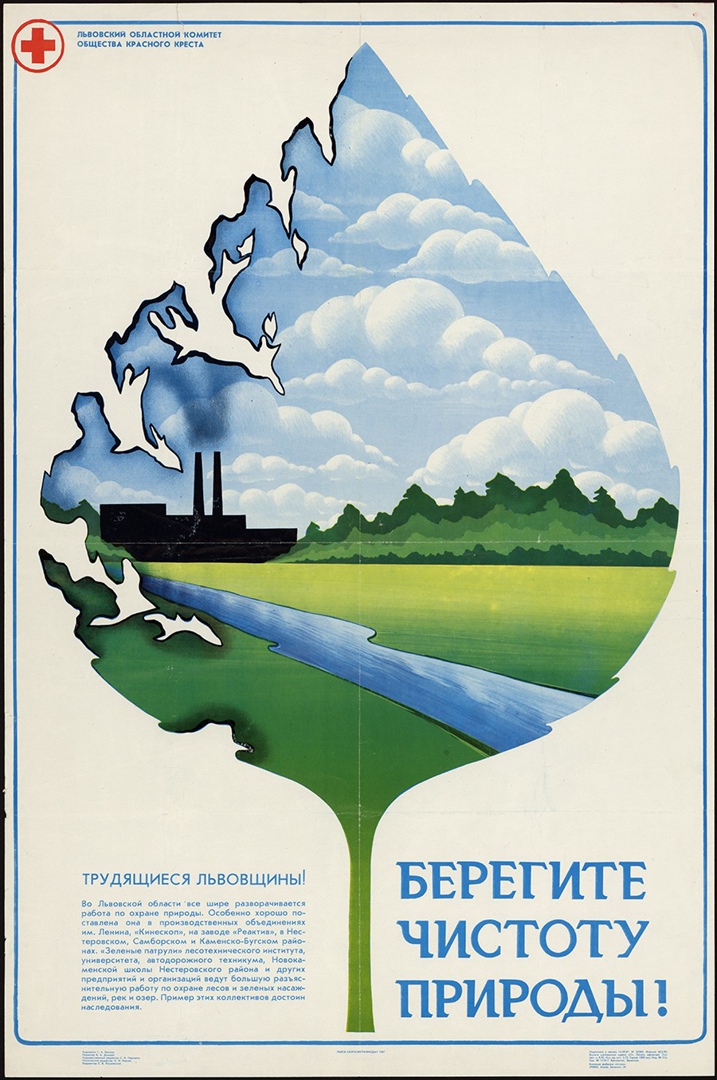 ЛЬВОВСКИЙ ОБЛАСТНОЙ КОМИТЕТ
ОБЩЕСТВА КРАСНОГО КРЕСТА
ТРУДЯЩИЕСЯ ЛЬВОВЩИНЫ!
Во Львовской области все шире разворачивается
работа по охране природы. Особенно хорошо по-
ставлена она в производственных объединениях
им. Ленина, «Кинескоп», на заводе «Реактив», в Нес-
теровском, Самборском и Каменско-Бугском райо-
нах. «Зеленые патрули» лесотехнического института,
университета, автодорожного техникума, Новока-
менской школы Нестеровского района и других
предприятий и организаций ведут большую разъяс-
нительную работу по охране лесов и зеленых насаж-
дений, рек и озер. Пример этих коллективов достоин
наследования.
БЕРЕГИТЕ
ЧИСТОТУ
ПРИРОДЫ!